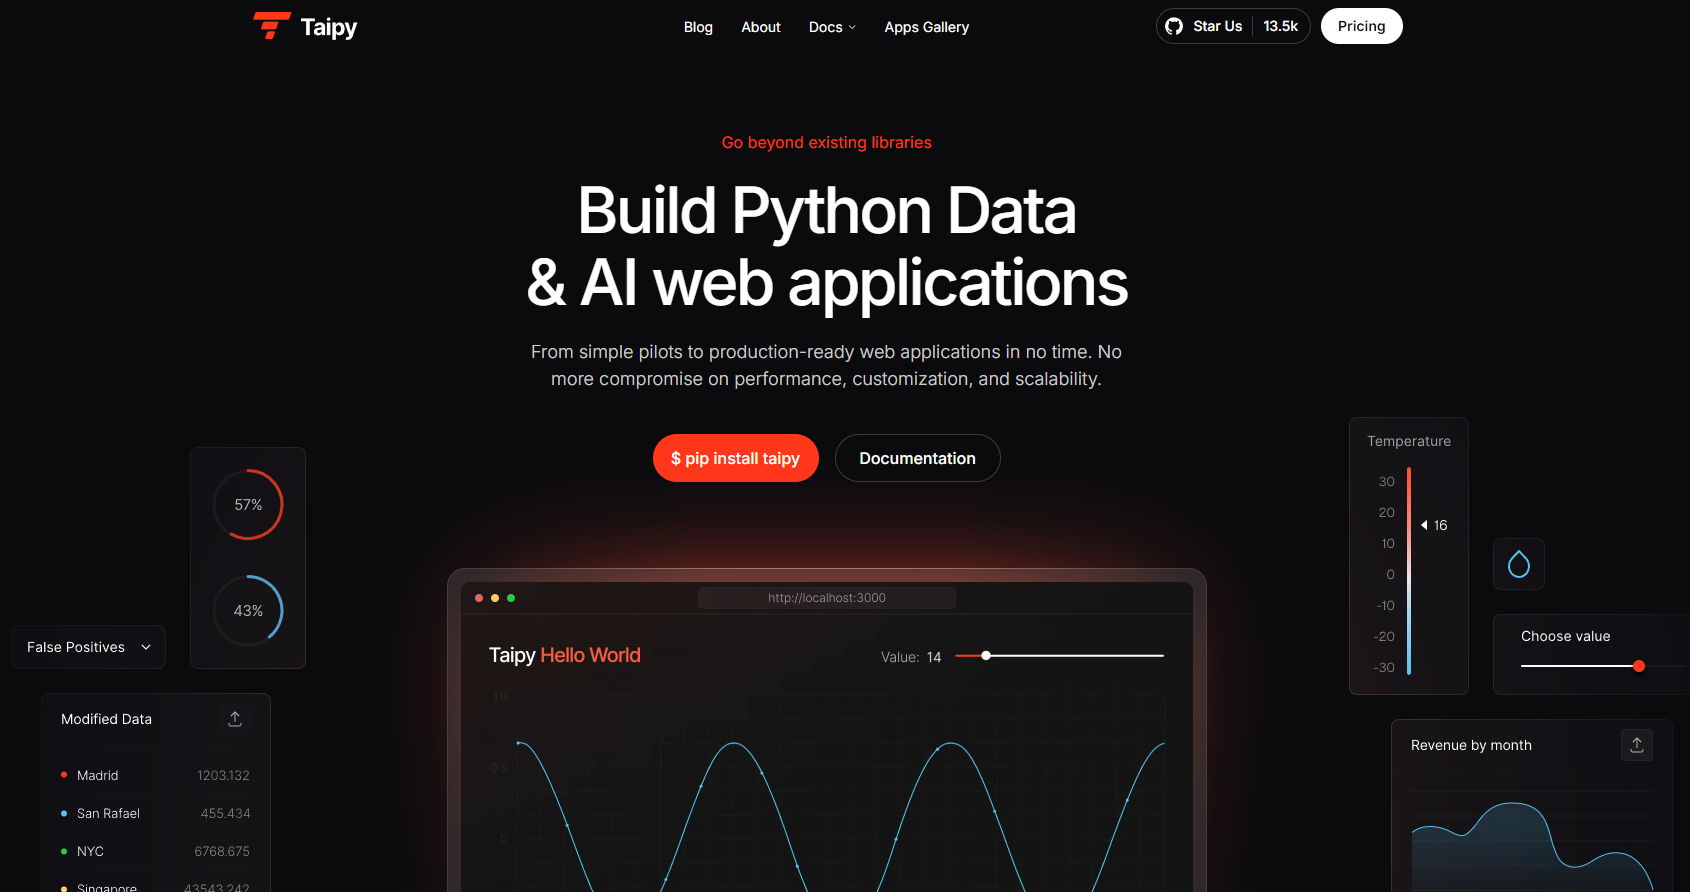 Taipy
Blog
About
Docs
Apps Gallery
Star Us
13.5k
Pricing
Go beyond existing libraries
Build Python Data
& AI web applications
From simple pilots to production-ready web applications in no time. No
more compromise on performance, customization, and scalability.
$ pip install taipy
Documentation
57%
43%
False Positives
Modified Data
Madrid 1203.132
San Rafael 455.434
NYC 6768.675
Singapore 43543.242
http://localhost:3000
Taipy Hello World
Value: 14
1.0
0.5
0
Temperature
30
20
16
10
0
-10
-20
-30
Choose value
Revenue by month